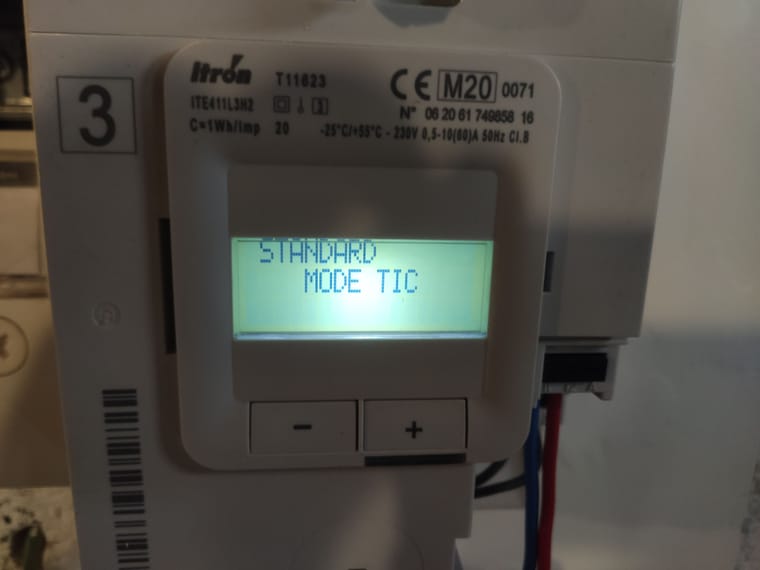 Itron T11623
ITE411L3H2 3
C=1Wh/imp 20
CE M20 0071
N° 06 20 61 749858 16
-25°C/+55°C - 230V 0,5-10(60)A 50Hz Cl.B
3
STANDARD
MODE TIC
- +